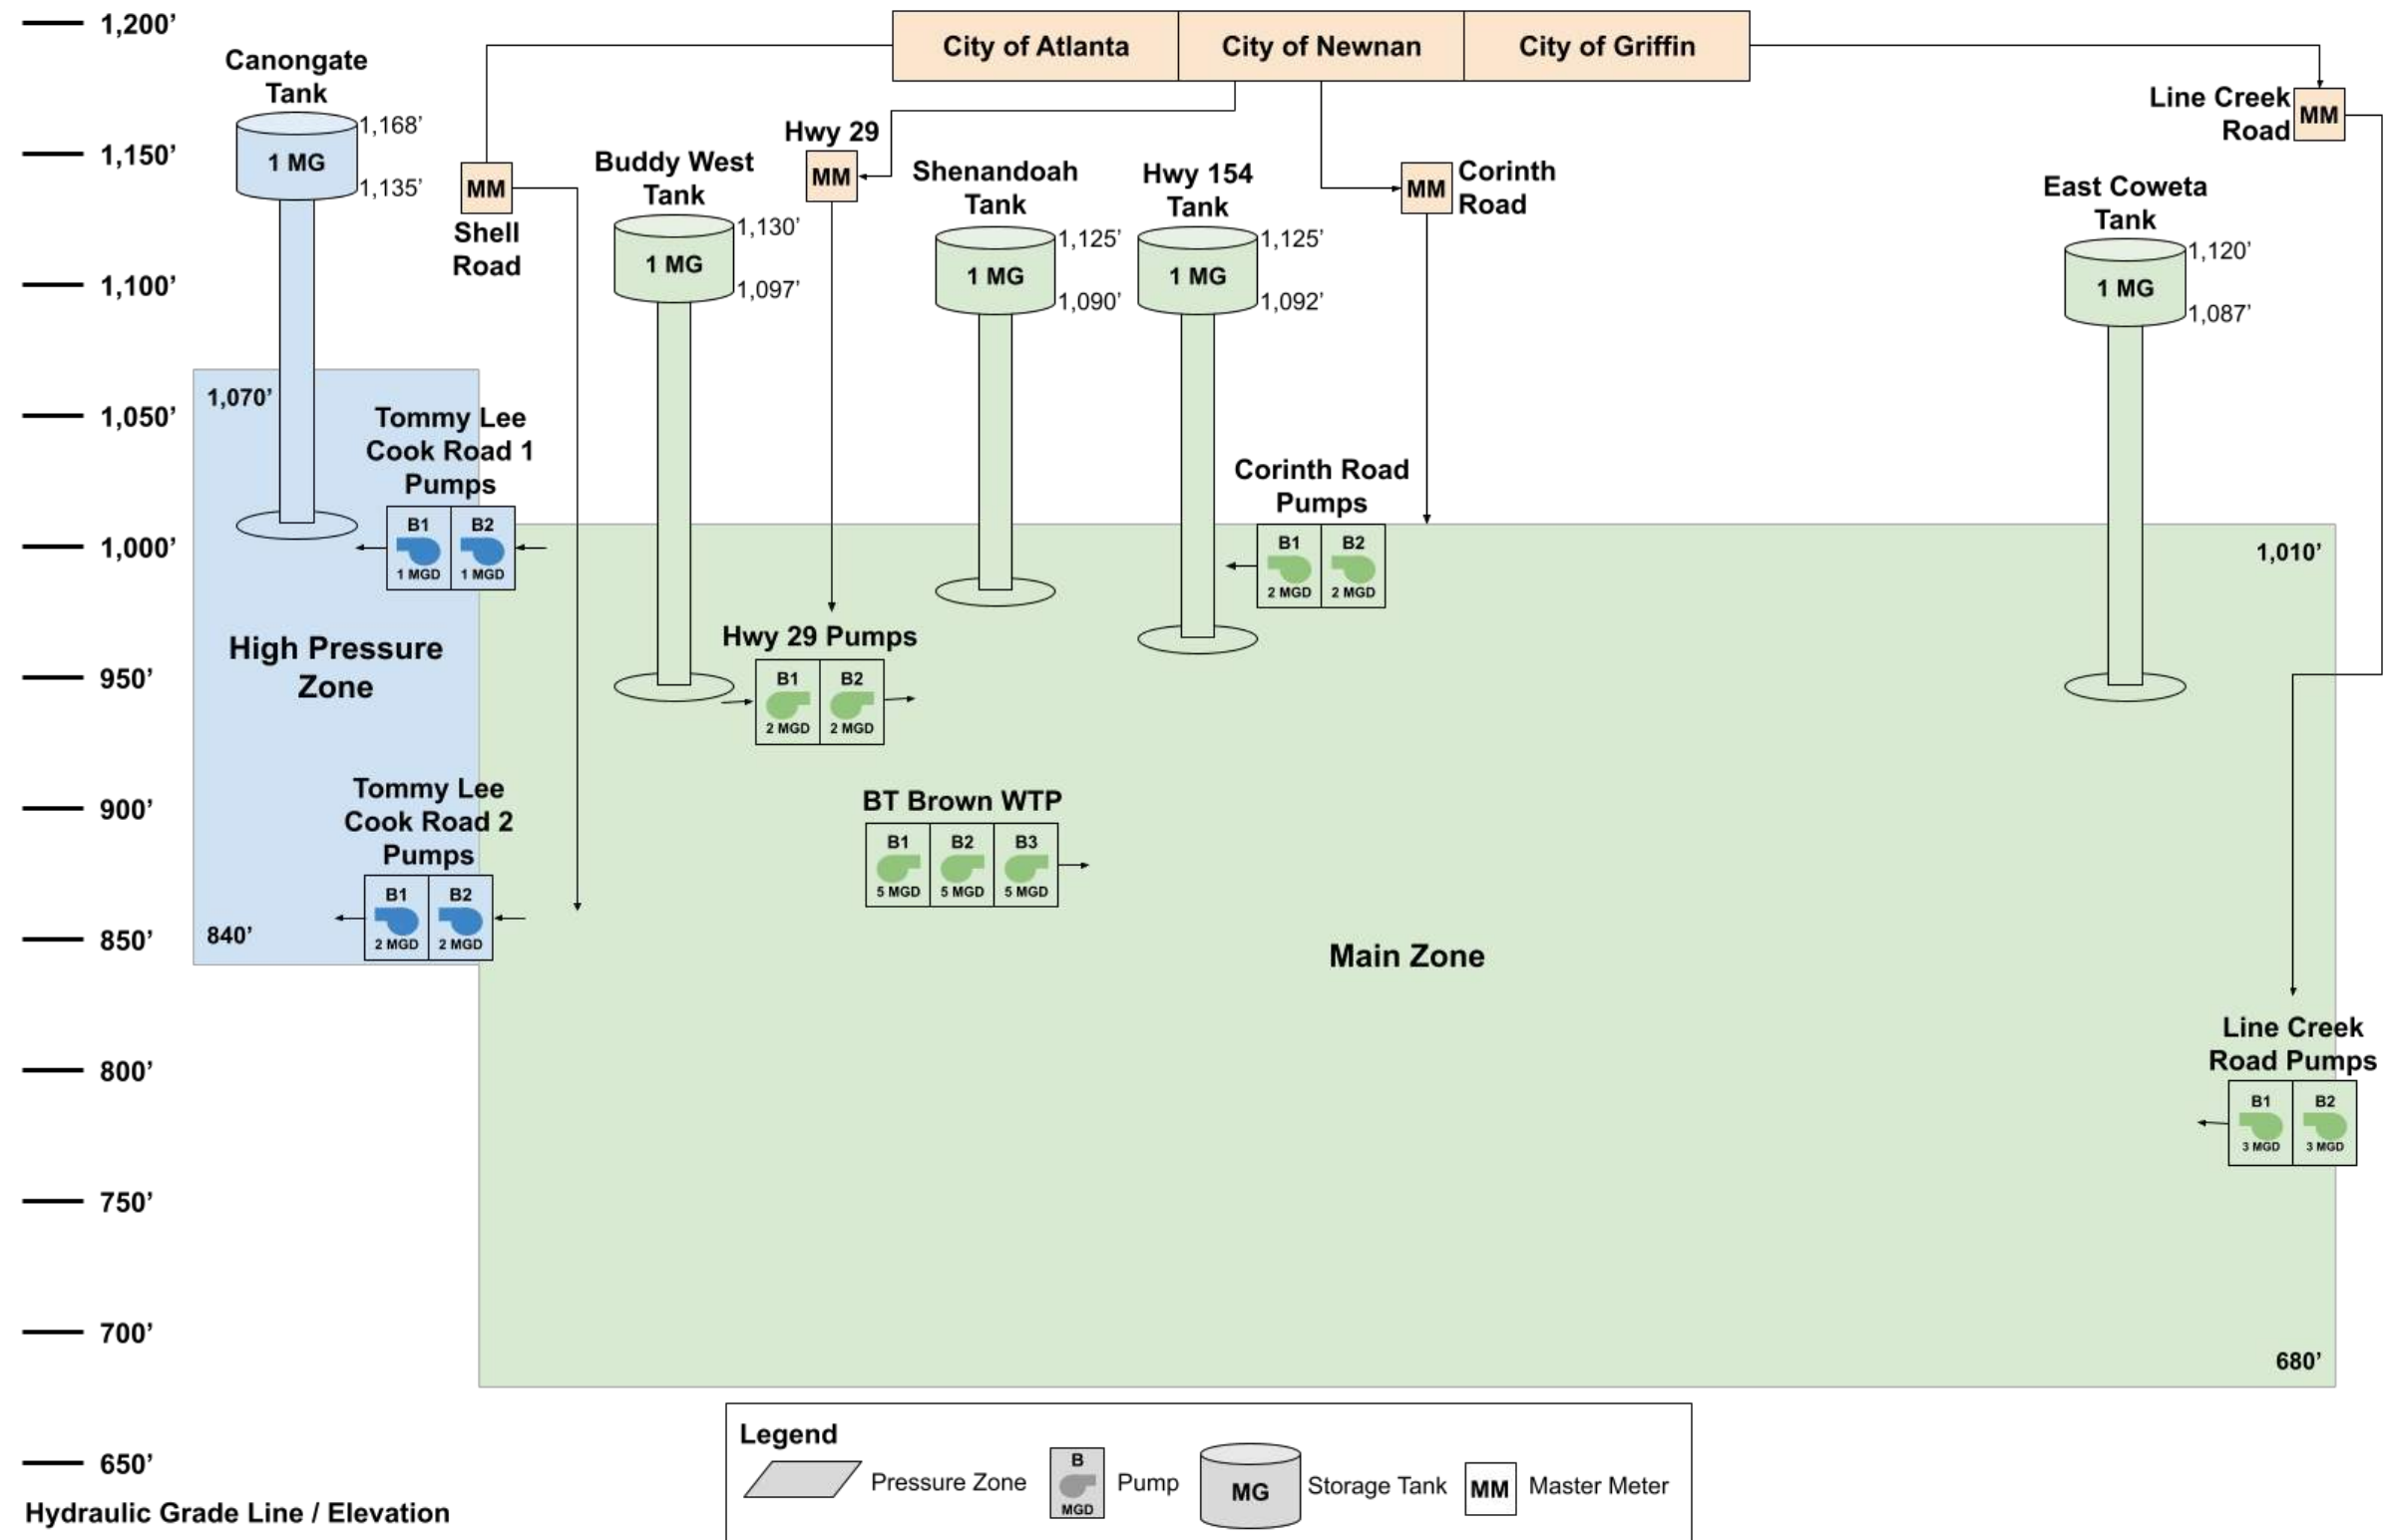 1,200’
1,150’
1,100’
1,050’
1,000’
950’
900’
850’
800’
750’
700’
650’
Hydraulic Grade Line / Elevation
City of Atlanta
City of Newnan
City of Griffin
Canongate
Tank
1,168’
1 MG
1,135’
MM
Shell
Road
Buddy West
Tank
1,130’
1 MG
1,097’
Hwy 29
MM
Shenandoah
Tank
1,125’
1 MG
1,090’
Hwy 154
Tank
1,125’
1 MG
1,092’
MM
Corinth
Road
Line Creek
Road
MM
East Coweta
Tank
1,120’
1 MG
1,087’
1,070’
Tommy Lee
Cook Road 1
Pumps
B1
B2
1 MGD
1 MGD
High Pressure
Zone
Tommy Lee
Cook Road 2
Pumps
B1
B2
2 MGD
2 MGD
840’
Corinth Road
Pumps
B1
B2
2 MGD
2 MGD
1,010’
Hwy 29 Pumps
B1
B2
2 MGD
2 MGD
BT Brown WTP
B1
B2
B3
5 MGD
5 MGD
5 MGD
Main Zone
Line Creek
Road Pumps
B1
B2
3 MGD
3 MGD
680’
Legend
Pressure Zone
B
MGD
Pump
MG
Storage Tank
MM
Master Meter